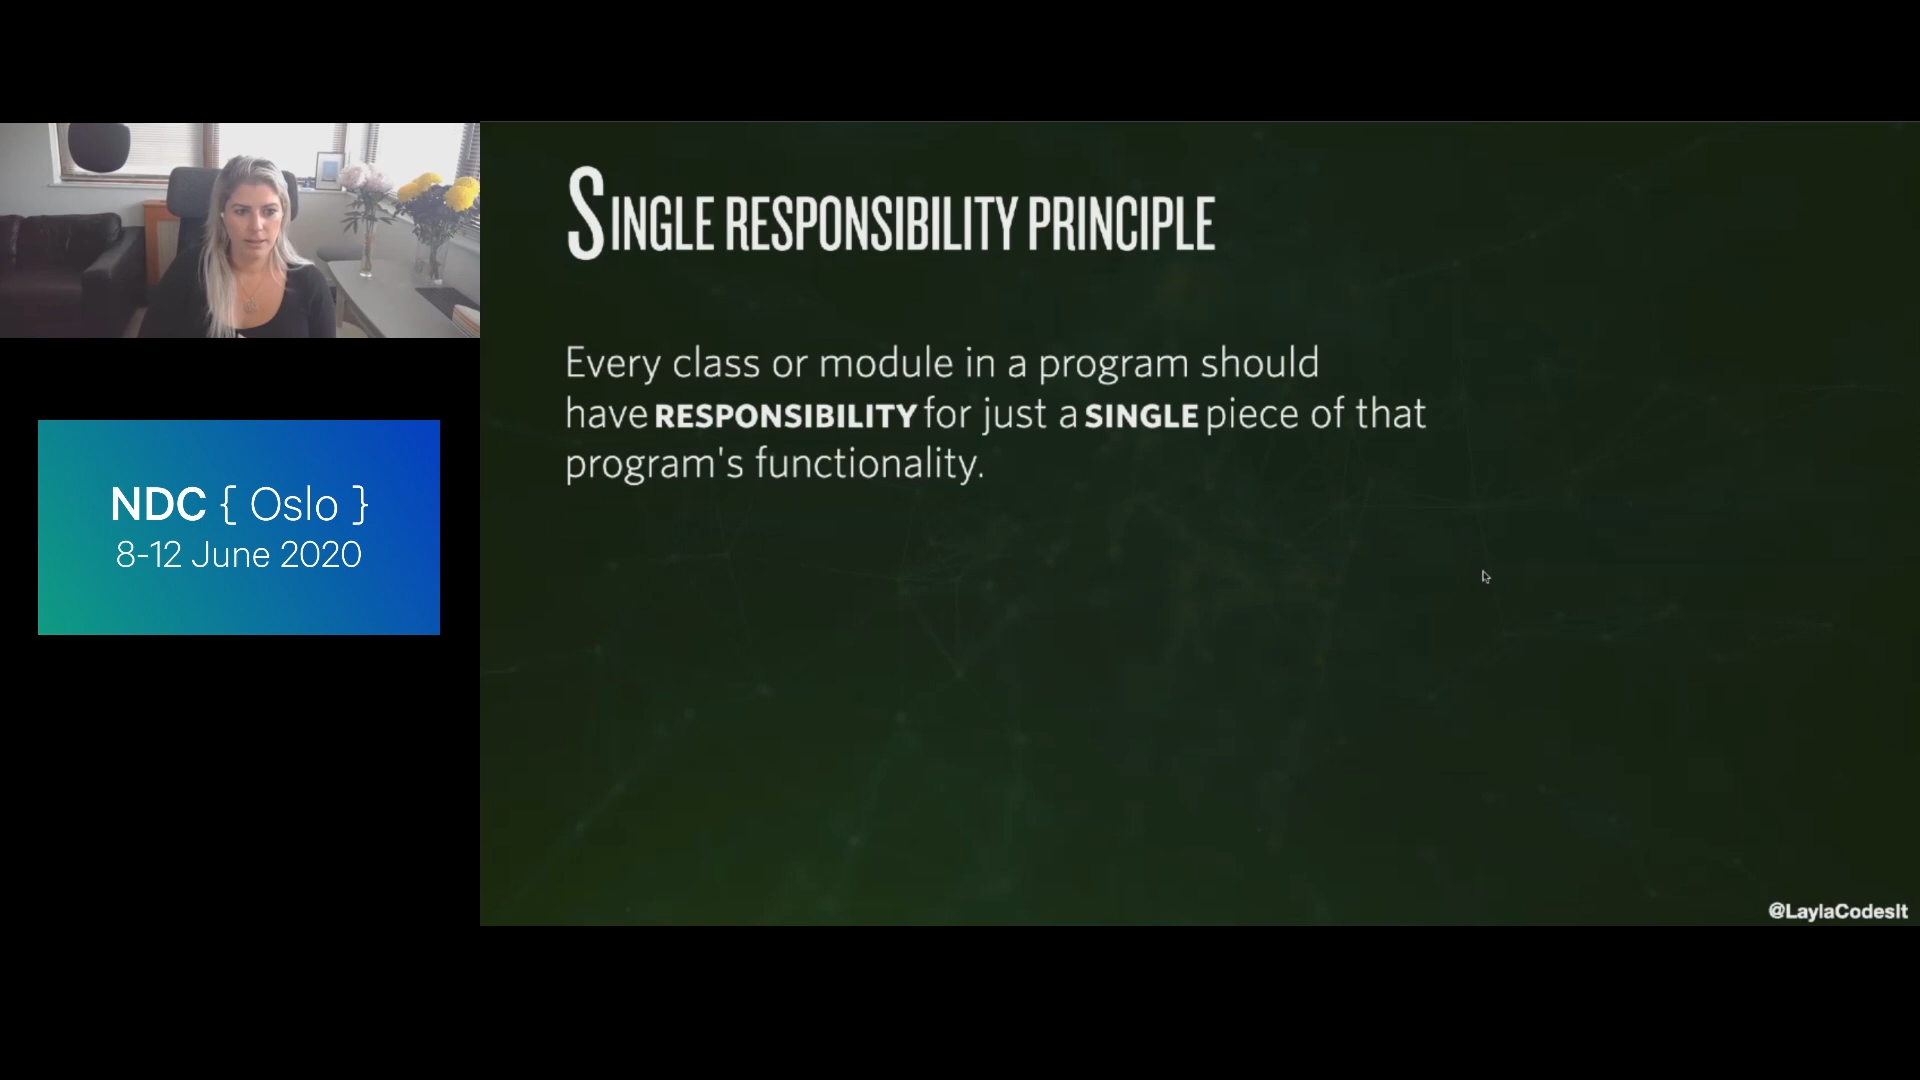 SINGLE RESPONSIBILITY PRINCIPLE
Every class or module in a program should
have RESPONSIBILITY for just a SINGLE piece of that
program's functionality.
NDC { Oslo }
8-12 June 2020
@LaylaCodesIt